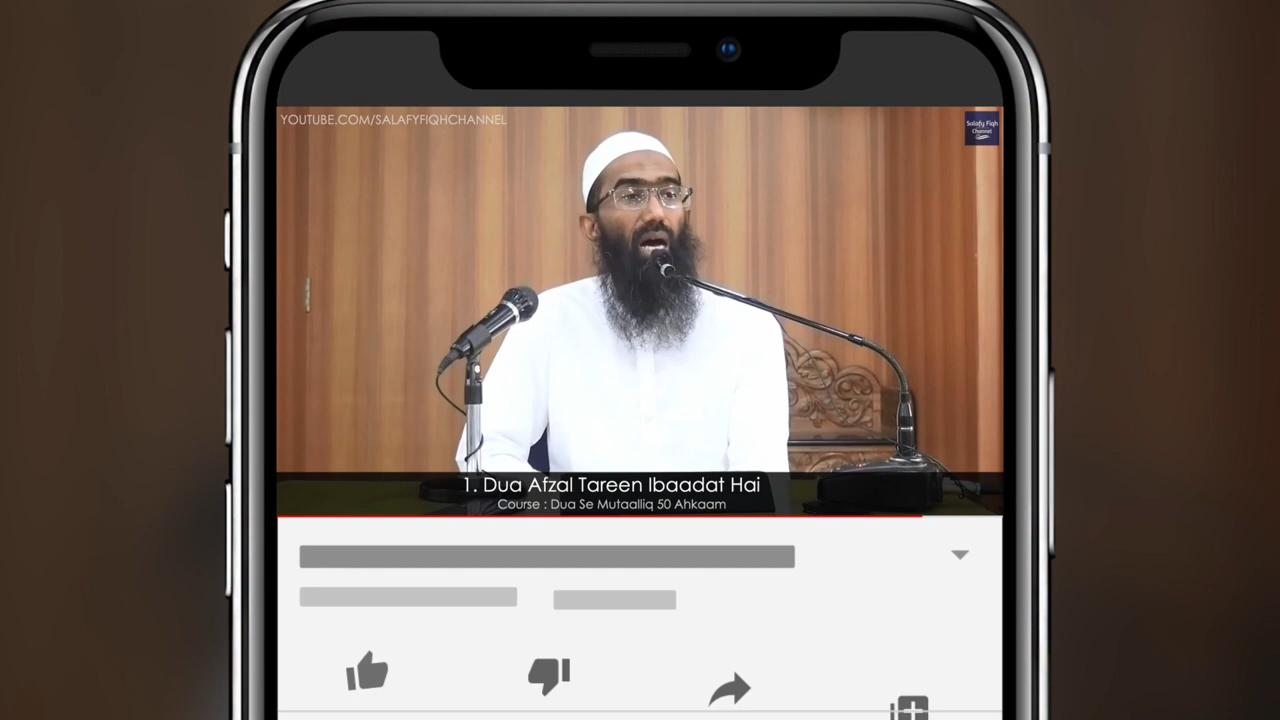 YOUTUBE.COM/SALAFYFIQHCHANNEL
Salafy Fiqh
Channel
1. Dua Afzal Tareen Ibaadat Hai
Course : Dua Se Mutaalliq 50 Ahkaam